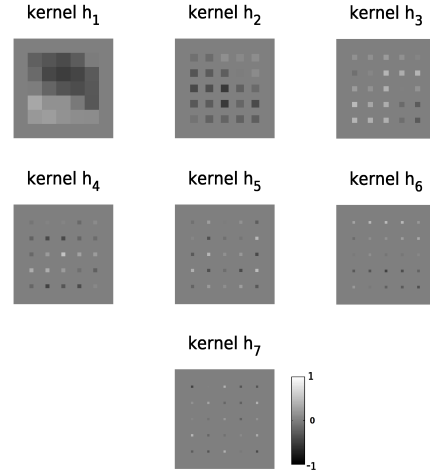 kernel h1
kernel h2
kernel h3
kernel h4
kernel h5
kernel h6
kernel h7
1
0
-1